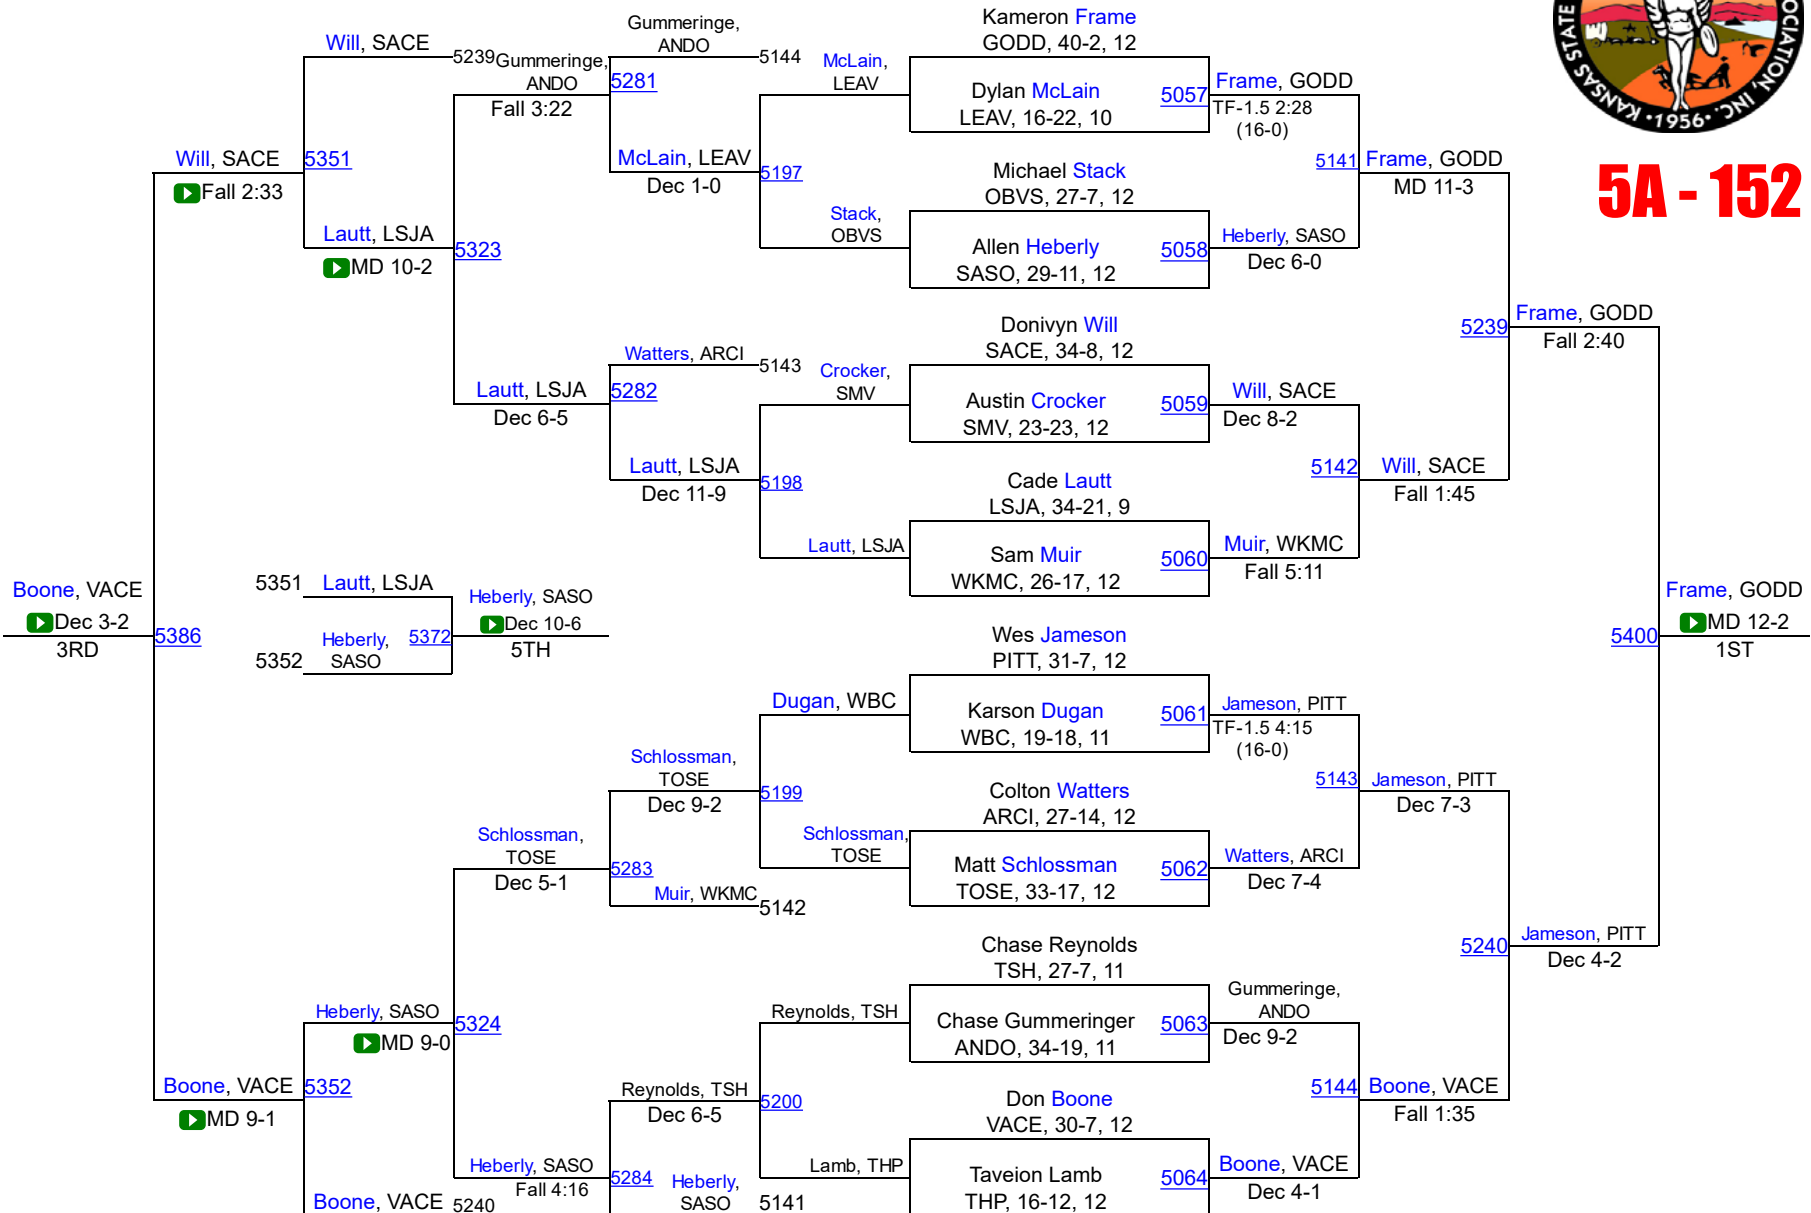 KANSAS STATE
OCIATION, INC.
•1956•
5A - 152
Kameron Frame
GODD, 40-2, 12
Dylan McLain
LEAV, 16-22, 10
5057
Michael Stack
OBVS, 27-7, 12
Allen Heberly
SASO, 29-11, 12
5058
Donivyn Will
SACE, 34-8, 12
Austin Crocker
SMV, 23-23, 12
5059
Cade Lautt
LSJA, 34-21, 9
Sam Muir
WKMC, 26-17, 12
5060
Wes Jameson
PITT, 31-7, 12
Karson Dugan
WBC, 19-18, 11
5061
Colton Watters
ARCI, 27-14, 12
Matt Schlossman
TOSE, 33-17, 12
5062
Chase Reynolds
TSH, 27-7, 11
Chase Gummeringer
ANDO, 34-19, 11
5063
Don Boone
VACE, 30-7, 12
Taveion Lamb
THP, 16-12, 12
5064
Frame, GODD
TF-1.5 2:28
(16-0)
5141
Heberly, SASO
Dec 6-0
Will, SACE
Dec 8-2
5142
Muir, WKMC
Fall 5:11
Jameson, PITT
TF-1.5 4:15
(16-0)
5143
Watters, ARCI
Dec 7-4
Gummeringe,
ANDO
Dec 9-2
5144
Boone, VACE
Dec 4-1
Frame, GODD
MD 11-3
5239
Will, SACE
Fall 1:45
Jameson, PITT
Dec 7-3
5240
Boone, VACE
Fall 1:35
Frame, GODD
Fall 2:40
5400
Jameson, PITT
Dec 4-2
Frame, GODD
MD 12-2
1ST
McLain,
LEAV
5197
Stack,
OBVS
Crocker,
SMV
5198
Lautt, LSJA
Dugan, WBC
5199
Schlossman,
TOSE
Reynolds, TSH
5200
Lamb, THP
Gummeringe,
ANDO
5144
5281
McLain, LEAV
Dec 1-0
Watters, ARCI
5143
5282
Lautt, LSJA
Dec 11-9
Schlossman,
TOSE
Dec 9-2
5283
Muir, WKMC
5142
Reynolds, TSH
Dec 6-5
5284
Heberly,
SASO
5141
Gummeringe,
ANDO
Fall 3:22
5323
Lautt, LSJA
Dec 6-5
Schlossman,
TOSE
Dec 5-1
5324
Heberly, SASO
Fall 4:16
Will, SACE
5239
5351
Lautt, LSJA
MD 10-2
Heberly, SASO
MD 9-0
5352
Boone, VACE
5240
Will, SACE
Fall 2:33
5386
Boone, VACE
MD 9-1
Boone, VACE
Dec 3-2
3RD
5351
Lautt, LSJA
5372
5352
Heberly,
SASO
Heberly, SASO
Dec 10-6
5TH